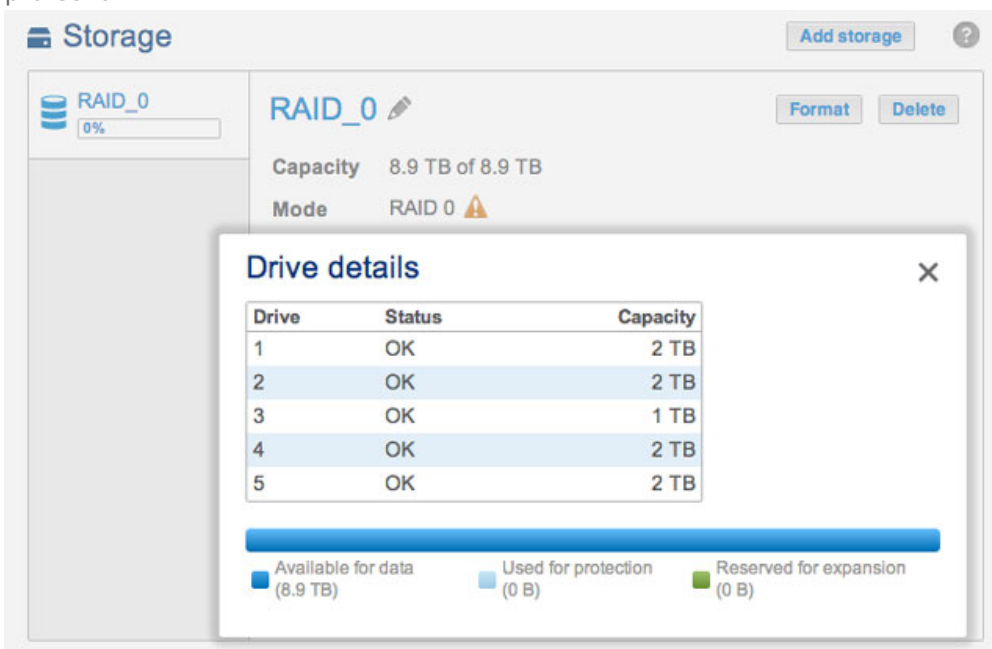 Storage
Add storage
?
RAID_0
0%
RAID_0
Format
Delete
Capacity 8.9 TB of 8.9 TB
Mode RAID 0
Drive details
Drive Status Capacity
1 OK 2 TB
2 OK 2 TB
3 OK 1 TB
4 OK 2 TB
5 OK 2 TB
Available for data
(8.9 TB)
Used for protection
(0 B)
Reserved for expansion
(0 B)